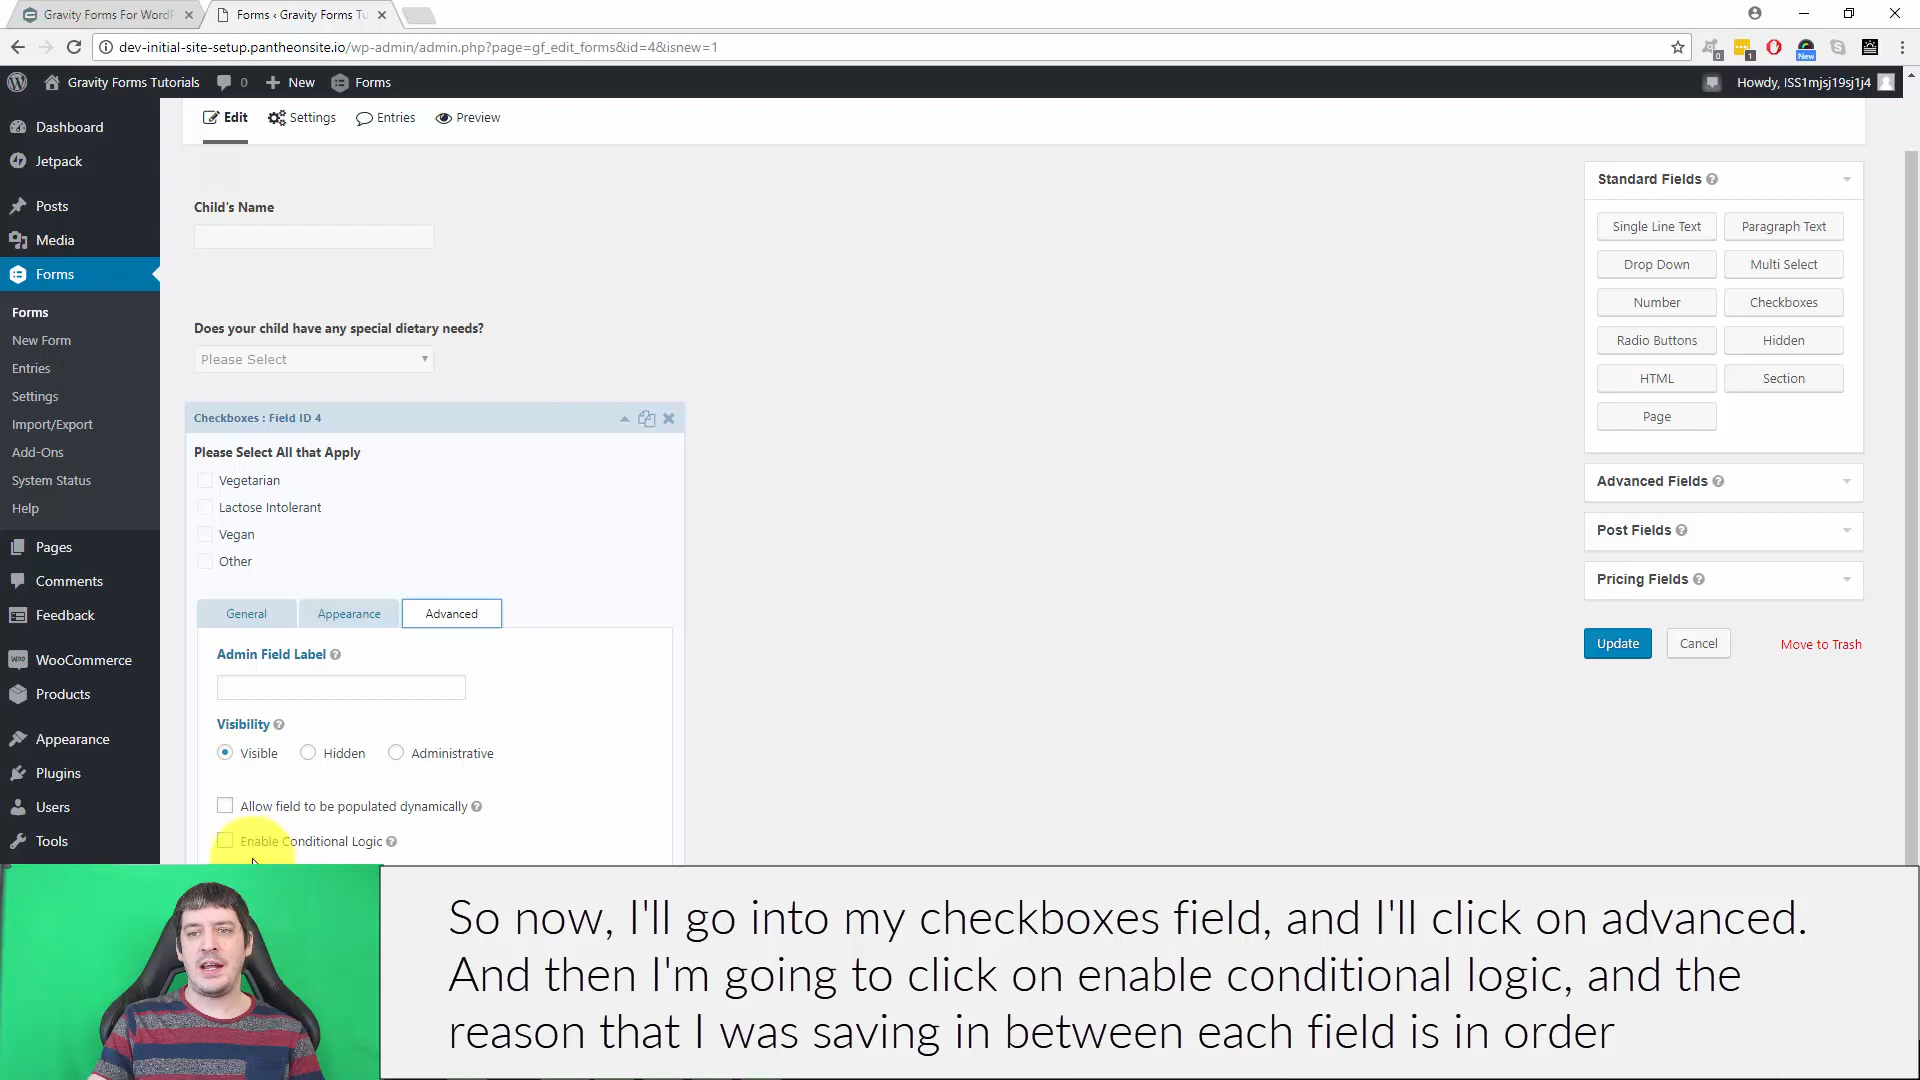 Gravity Forms For WordP
Forms ‹ Gravity Forms Tu
dev-initial-site-setup.pantheonsite.io/wp-admin/admin.php?page=gf_edit_forms&id=4&isnew=1
0
1
New
Gravity Forms Tutorials
0
New
Forms
Howdy, ISS1mjsj19sj1j4
Dashboard
Jetpack
Posts
Media
Forms
Forms
New Form
Entries
Settings
Import/Export
Add-Ons
System Status
Help
Pages
Comments
Feedback
WOO WooCommerce
Products
Appearance
Plugins
Users
Tools
Edit
Settings
Entries
Preview
Child's Name
Does your child have any special dietary needs?
Please Select
Checkboxes : Field ID 4
Please Select All that Apply
Vegetarian
Lactose Intolerant
Vegan
Other
General
Appearance
Advanced
Admin Field Label
Visibility
Visible
Hidden
Administrative
Allow field to be populated dynamically
Enable Conditional Logic
Standard Fields
Single Line Text
Paragraph Text
Drop Down
Multi Select
Number
Checkboxes
Radio Buttons
Hidden
HTML
Section
Page
Advanced Fields
Post Fields
Pricing Fields
Update
Cancel
Move to Trash
So now, I'll go into my checkboxes field, and I'll click on advanced.
And then I'm going to click on enable conditional logic, and the
reason that I was saving in between each field is in order